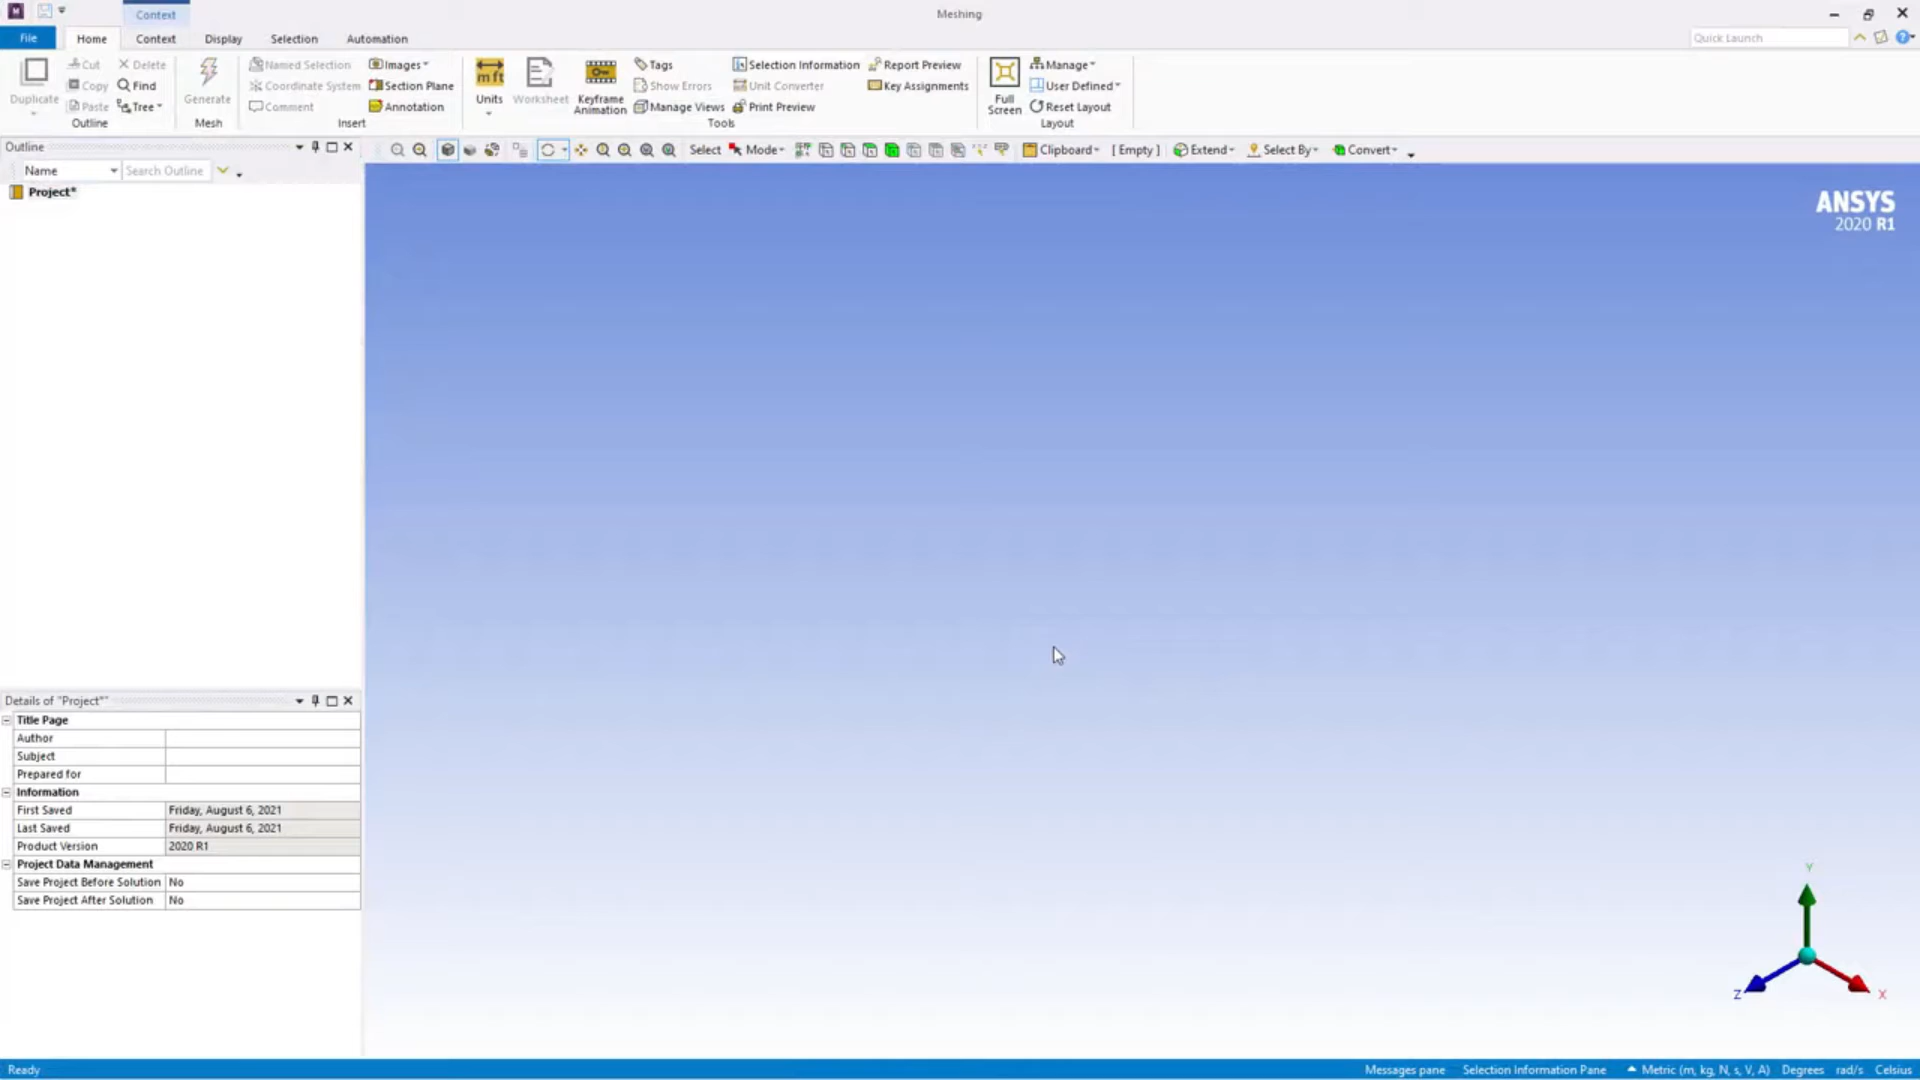 Context
Meshing
File Home Context Display Selection Automation
Quick Launch
Duplicate
Cut
Copy
Paste
Delete
Find
Tree
Outline
Generate
Mesh
Named Selection
Coordinate System
Comment
Images
Section Plane
Annotation
Insert
m ft
Units
Worksheet
Keyframe
Animation
Tags
Show Errors
Manage Views
Selection Information
Unit Converter
Print Preview
Report Preview
Key Assignments
Tools
Full
Screen
Manage
User Defined
Reset Layout
Layout
Outline
Select Mode Clipboard [ Empty ] Extend Select By Convert
Name Search Outline
Project*
ANSYS
2020 R1
Details of "Project*"
Title Page
Author
Subject
Prepared for
Information
First Saved Friday, August 6, 2021
Last Saved Friday, August 6, 2021
Product Version 2020 R1
Project Data Management
Save Project Before Solution No
Save Project After Solution No
Y
Z
X
Ready Messages pane Selection Information Pane Metric (m, kg, N, s, V, A) Degrees rad/s Celsius